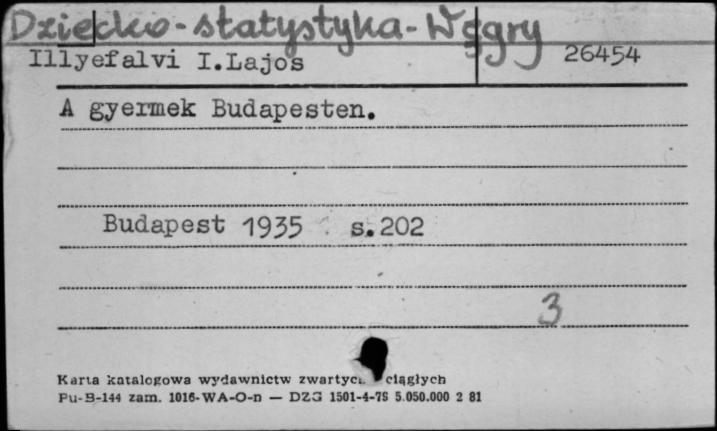 Dziecko - statystyka - Węgry
Illyefalvi I.Lajos 26454
A gyermek Budapesten.
Budapest 1935 s.202
3
Karta katalogowa wydawnictw zwartyc ciągłych
Pu-B-144 zam. 1016-WA-O-n — DZG 1501-4-78 5.050.000 2 81